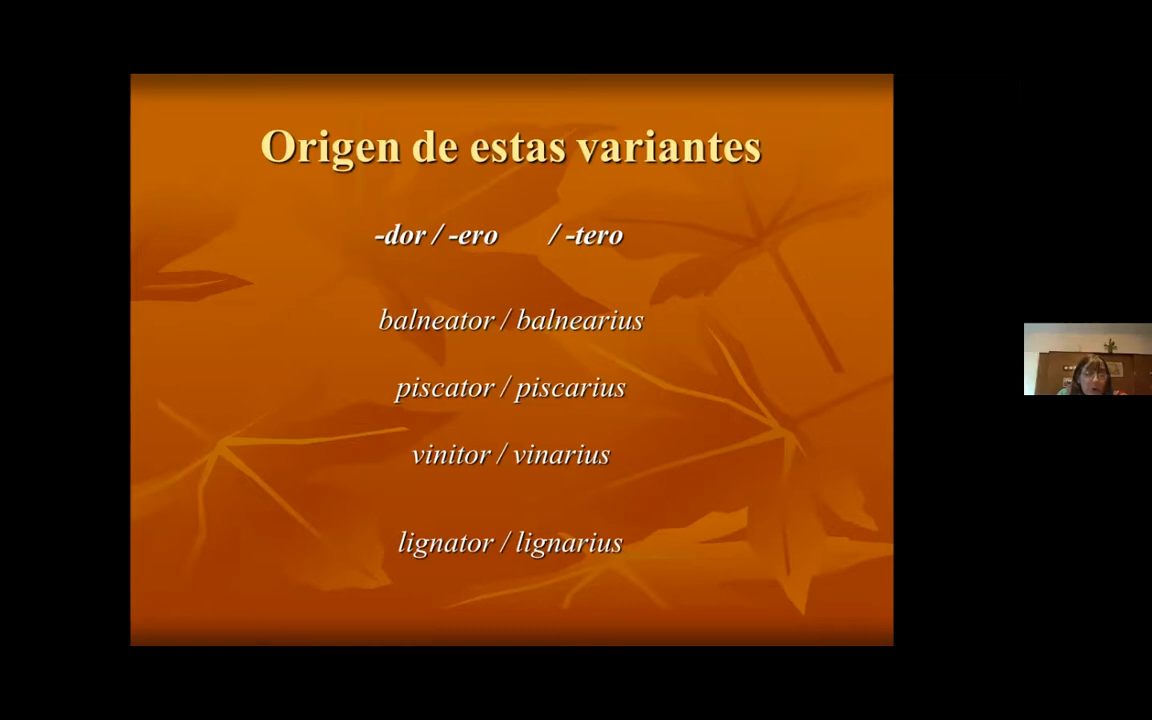 Origen de estas variantes
-dor / -ero / -tero
balneator / balnearius
piscator / piscarius
vinitor / vinarius
lignator / lignarius